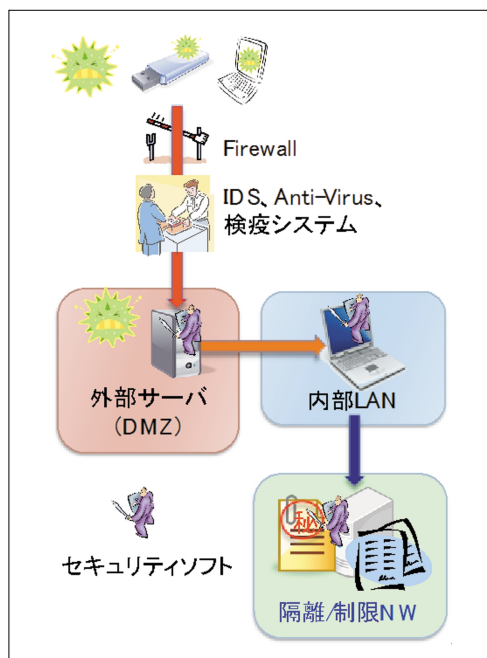 Firewall
IDS、Anti-Virus、
検疫システム
外部サーバ
(DMZ)
内部LAN
セキュリティソフト
秘
隔離/制限NW